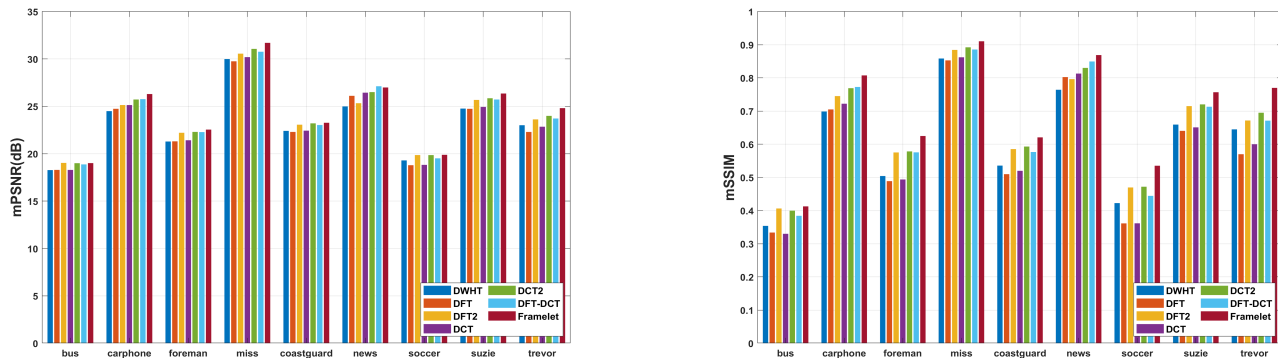 mPSNR(dB)
35
30
25
20
15
10
5
0
bus carphone foreman miss coastguard news soccer suzie trevor
DWHT DCT2
DFT DFT-DCT
DFT2 Framelet
DCT
mSSIM
1
0.9
0.8
0.7
0.6
0.5
0.4
0.3
0.2
0.1
0
bus carphone foreman miss coastguard news soccer suzie trevor
DWHT DCT2
DFT DFT-DCT
DFT2 Framelet
DCT